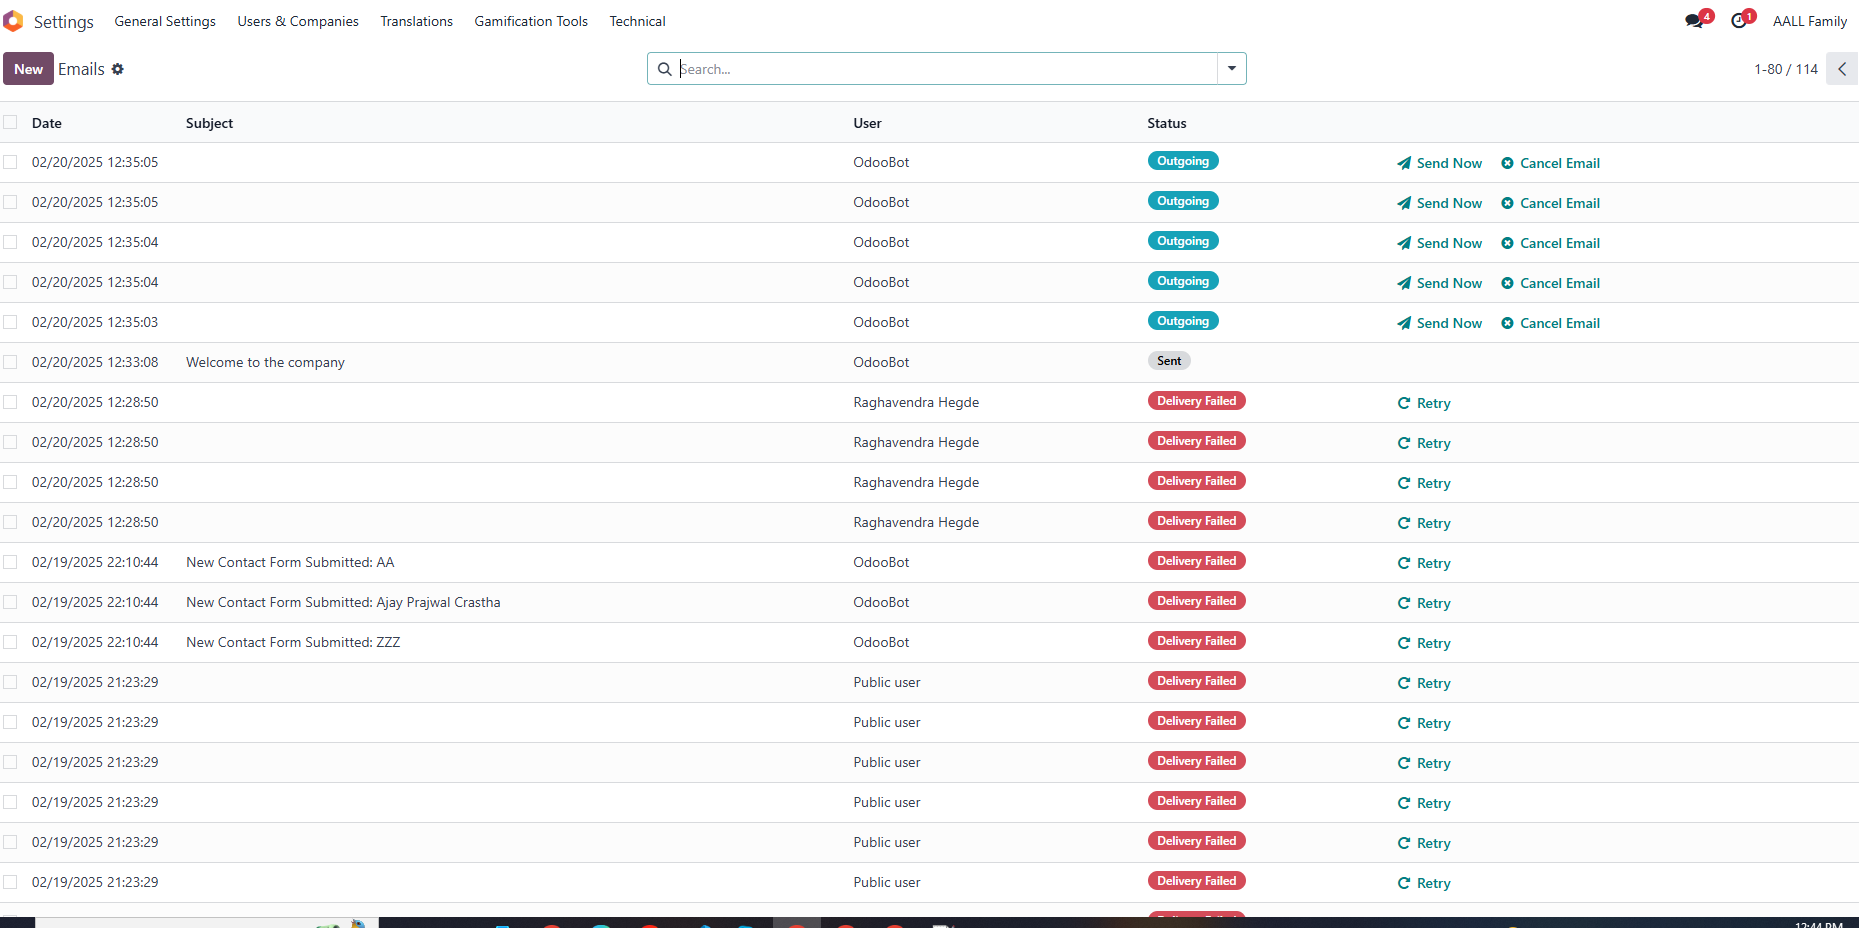 Settings General Settings Users & Companies Translations Gamification Tools Technical 4 1 AALL Family
New Emails Search... 1-80 / 114
Date Subject User Status
02/20/2025 12:35:05 OdooBot Outgoing Send Now Cancel Email
02/20/2025 12:35:05 OdooBot Outgoing Send Now Cancel Email
02/20/2025 12:35:04 OdooBot Outgoing Send Now Cancel Email
02/20/2025 12:35:04 OdooBot Outgoing Send Now Cancel Email
02/20/2025 12:35:03 OdooBot Outgoing Send Now Cancel Email
02/20/2025 12:33:08 Welcome to the company OdooBot Sent
02/20/2025 12:28:50 Raghavendra Hegde Delivery Failed Retry
02/20/2025 12:28:50 Raghavendra Hegde Delivery Failed Retry
02/20/2025 12:28:50 Raghavendra Hegde Delivery Failed Retry
02/20/2025 12:28:50 Raghavendra Hegde Delivery Failed Retry
02/19/2025 22:10:44 New Contact Form Submitted: AA OdooBot Delivery Failed Retry
02/19/2025 22:10:44 New Contact Form Submitted: Ajay Prajwal Crastha OdooBot Delivery Failed Retry
02/19/2025 22:10:44 New Contact Form Submitted: ZZZ OdooBot Delivery Failed Retry
02/19/2025 21:23:29 Public user Delivery Failed Retry
02/19/2025 21:23:29 Public user Delivery Failed Retry
02/19/2025 21:23:29 Public user Delivery Failed Retry
02/19/2025 21:23:29 Public user Delivery Failed Retry
02/19/2025 21:23:29 Public user Delivery Failed Retry
02/19/2025 21:23:29 Public user Delivery Failed Retry
12:44 PM